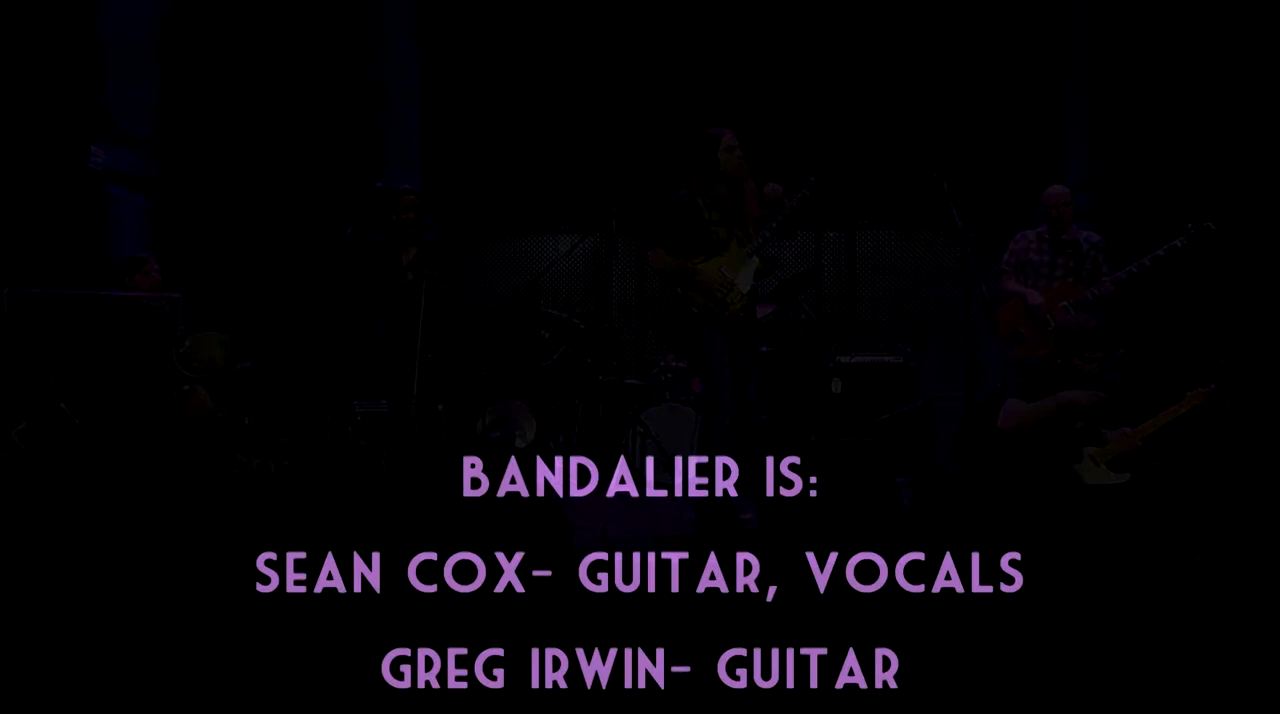 BANDALIER IS:
SEAN COX- GUITAR, VOCALS
GREG IRWIN- GUITAR